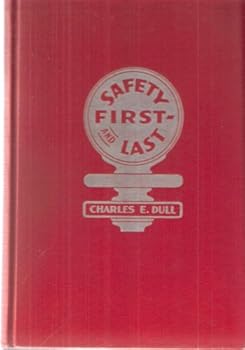 SAFETY
FIRST-
AND
LAST
CHARLES E. DULL